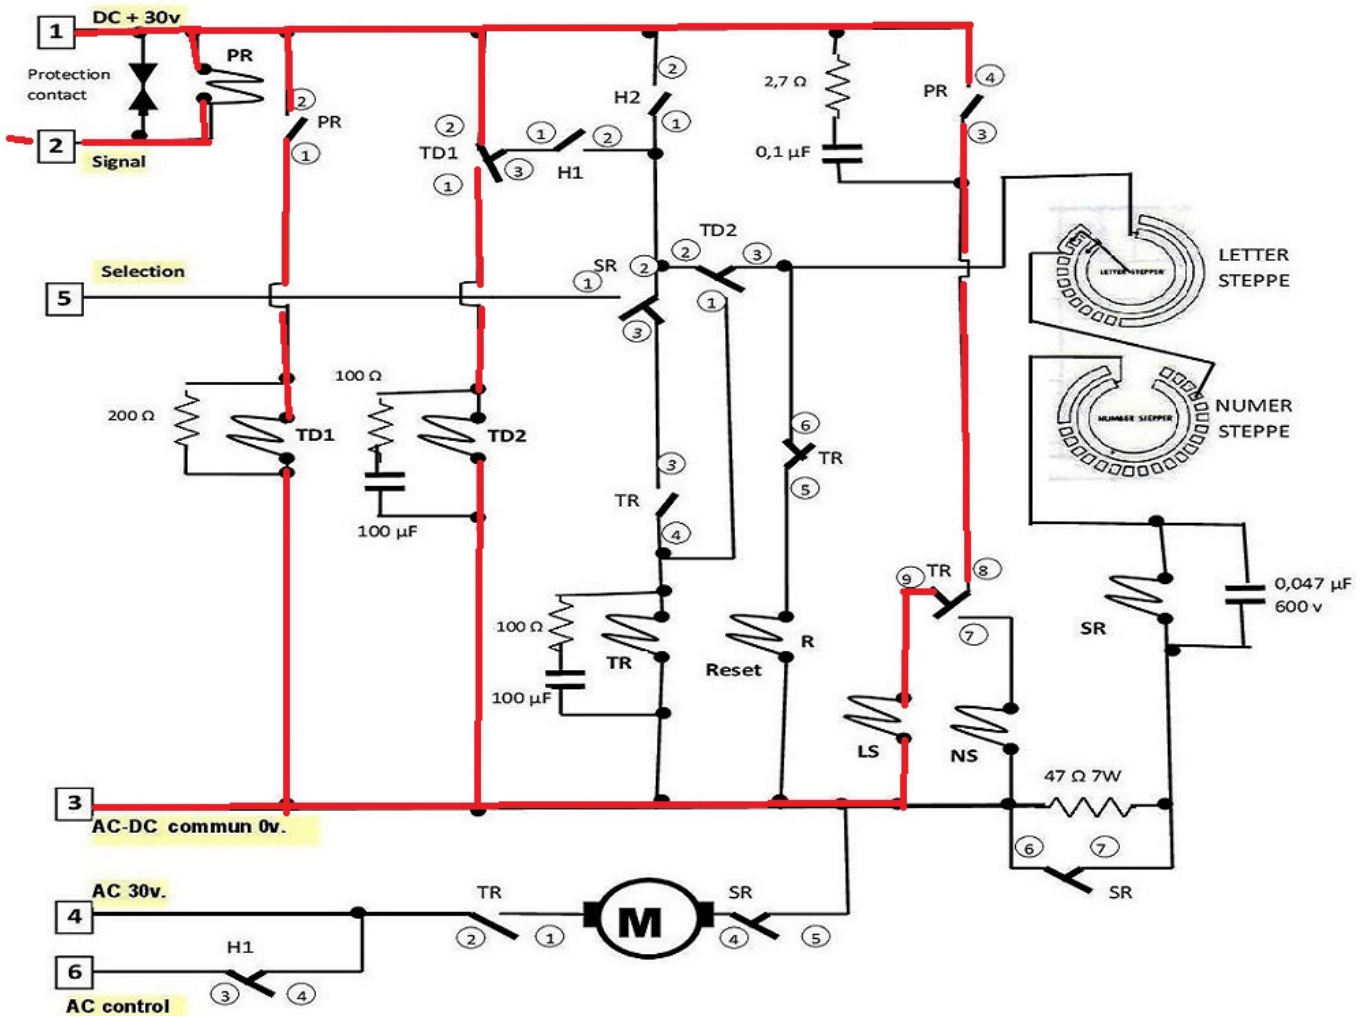 DC + 30v
1
Protection
contact
PR
2
Signal
2
PR
1
2
TD1
1
3
1
2
H1
2
H2
1
2,7 Ω
0,1 µF
PR
4
3
TD2
2
3
1
SR
2
1
3
Selection
5
LETTER STEPPER
LETTER
STEPPE
NUMBER STEPPER
NUMER
STEPPE
200 Ω
TD1
100 Ω
TD2
100 µF
3
TR
4
6
TR
5
100 Ω
TR
100 µF
Reset
R
9
TR
8
7
LS
NS
SR
0,047 µF
600 v
47 Ω 7W
6
7
SR
3
AC-DC commun 0v.
AC 30v.
4
TR
2
1
M
SR
4
5
H1
6
3
4
AC control